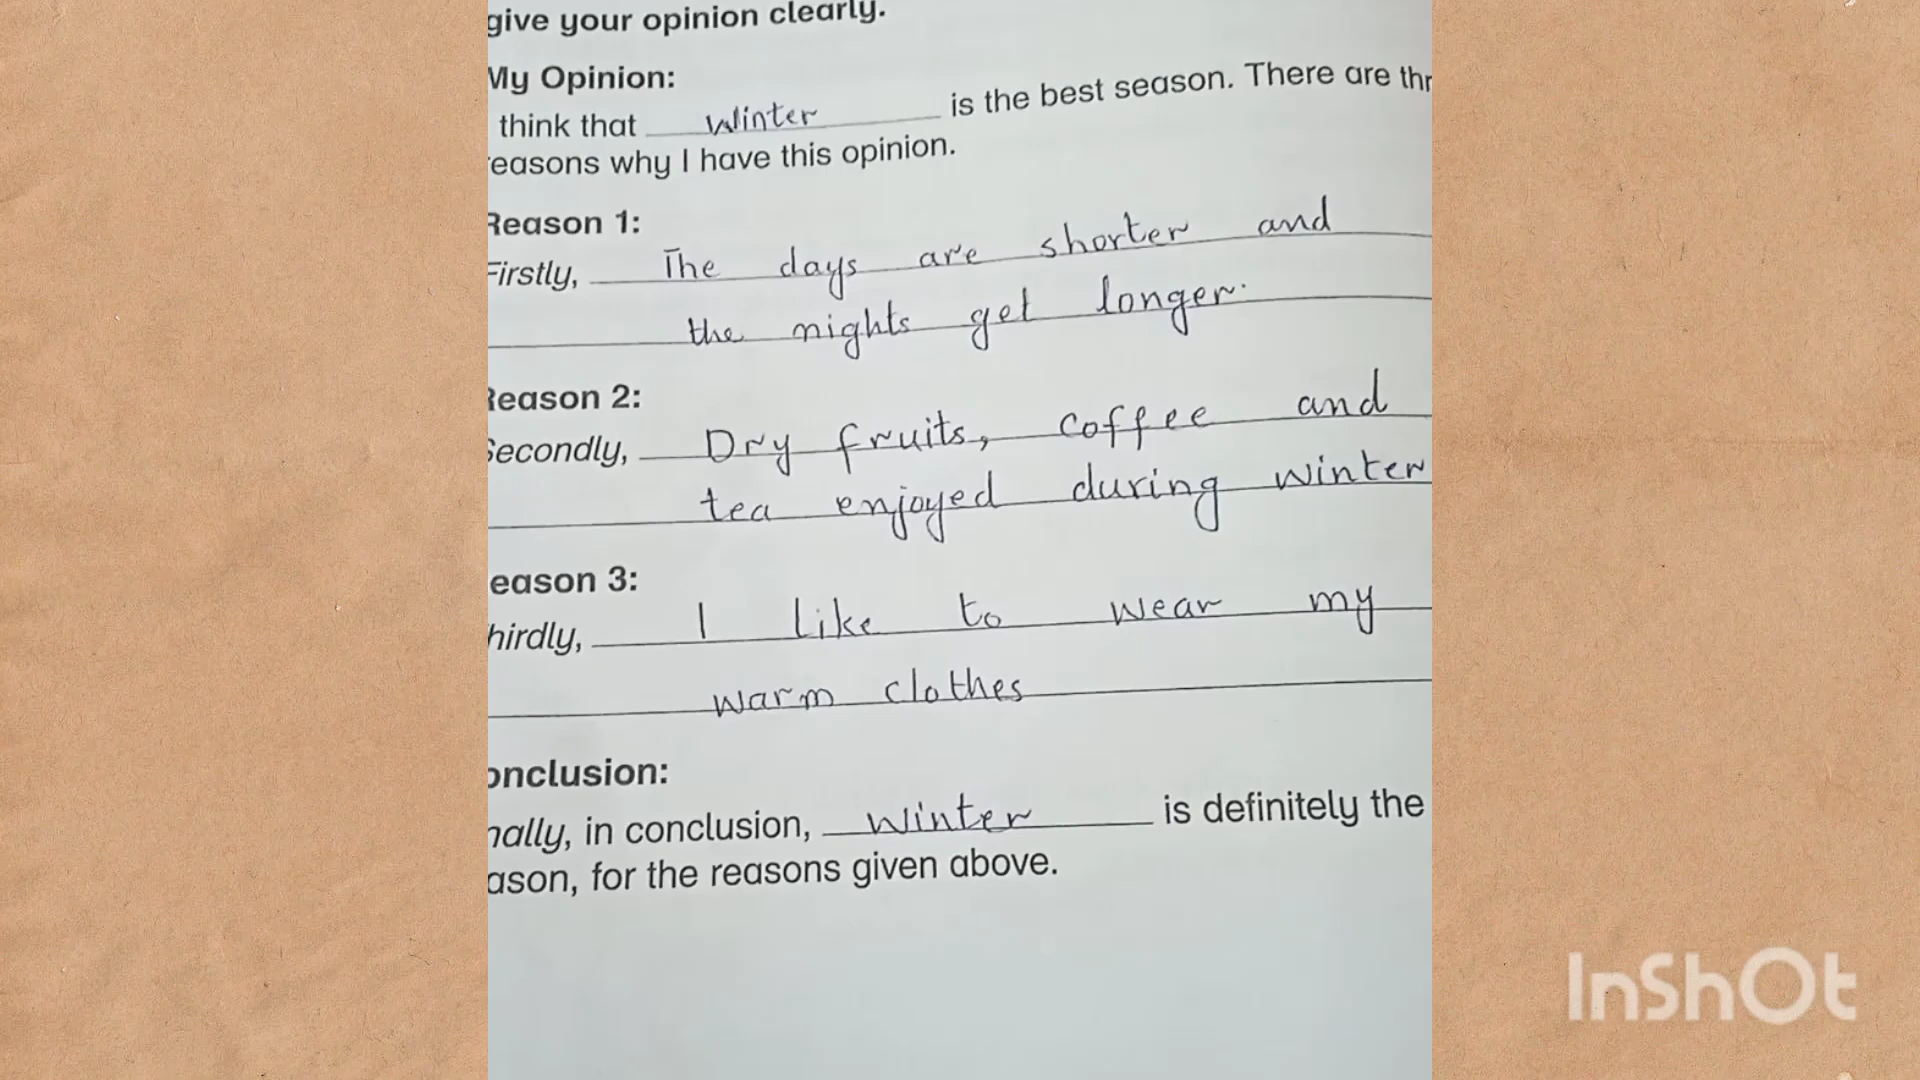 give your opinion clearly.
My Opinion:
think that Winter is the best season. There are thr
easons why I have this opinion.
Reason 1:
Firstly, The days are shorter and
the nights get longer.
Reason 2:
Secondly, Dry fruits, coffee and
tea enjoyed during winter
eason 3:
hirdly, I like to wear my
warm clothes
onclusion:
nally, in conclusion, Winter is definitely the
ason, for the reasons given above.
InShOt